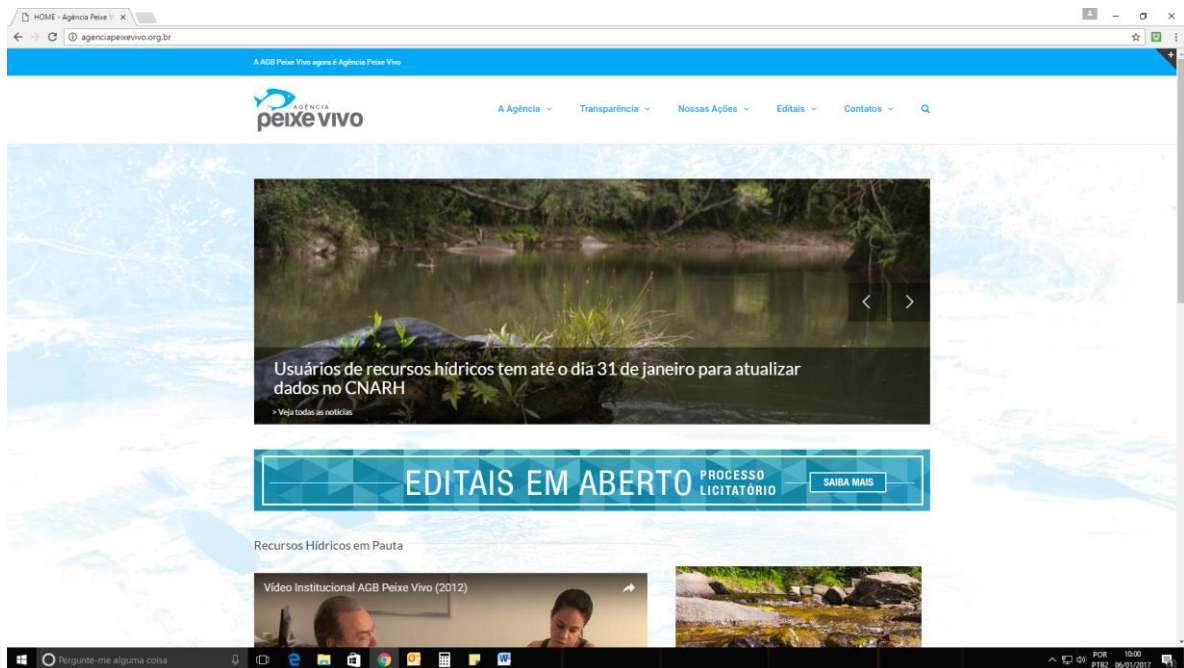 HOME - Agência Peixe V
agenciapeixevivo.org.br
A AGB Peixe Vivo agora é Agência Peixe Vivo
AGÊNCIA
peixe vivo
A Agência Transparência Nossas Ações Editais Contatos
Usuários de recursos hídricos tem até o dia 31 de janeiro para atualizar
dados no CNARH
> Veja todas as notícias
EDITAIS EM ABERTO PROCESSO LICITATÓRIO SAIBA MAIS
Recursos Hídricos em Pauta
Vídeo Institucional AGB Peixe Vivo (2012)
Pergunte-me alguma coisa
POR 10:00
PTB2 06/01/2017